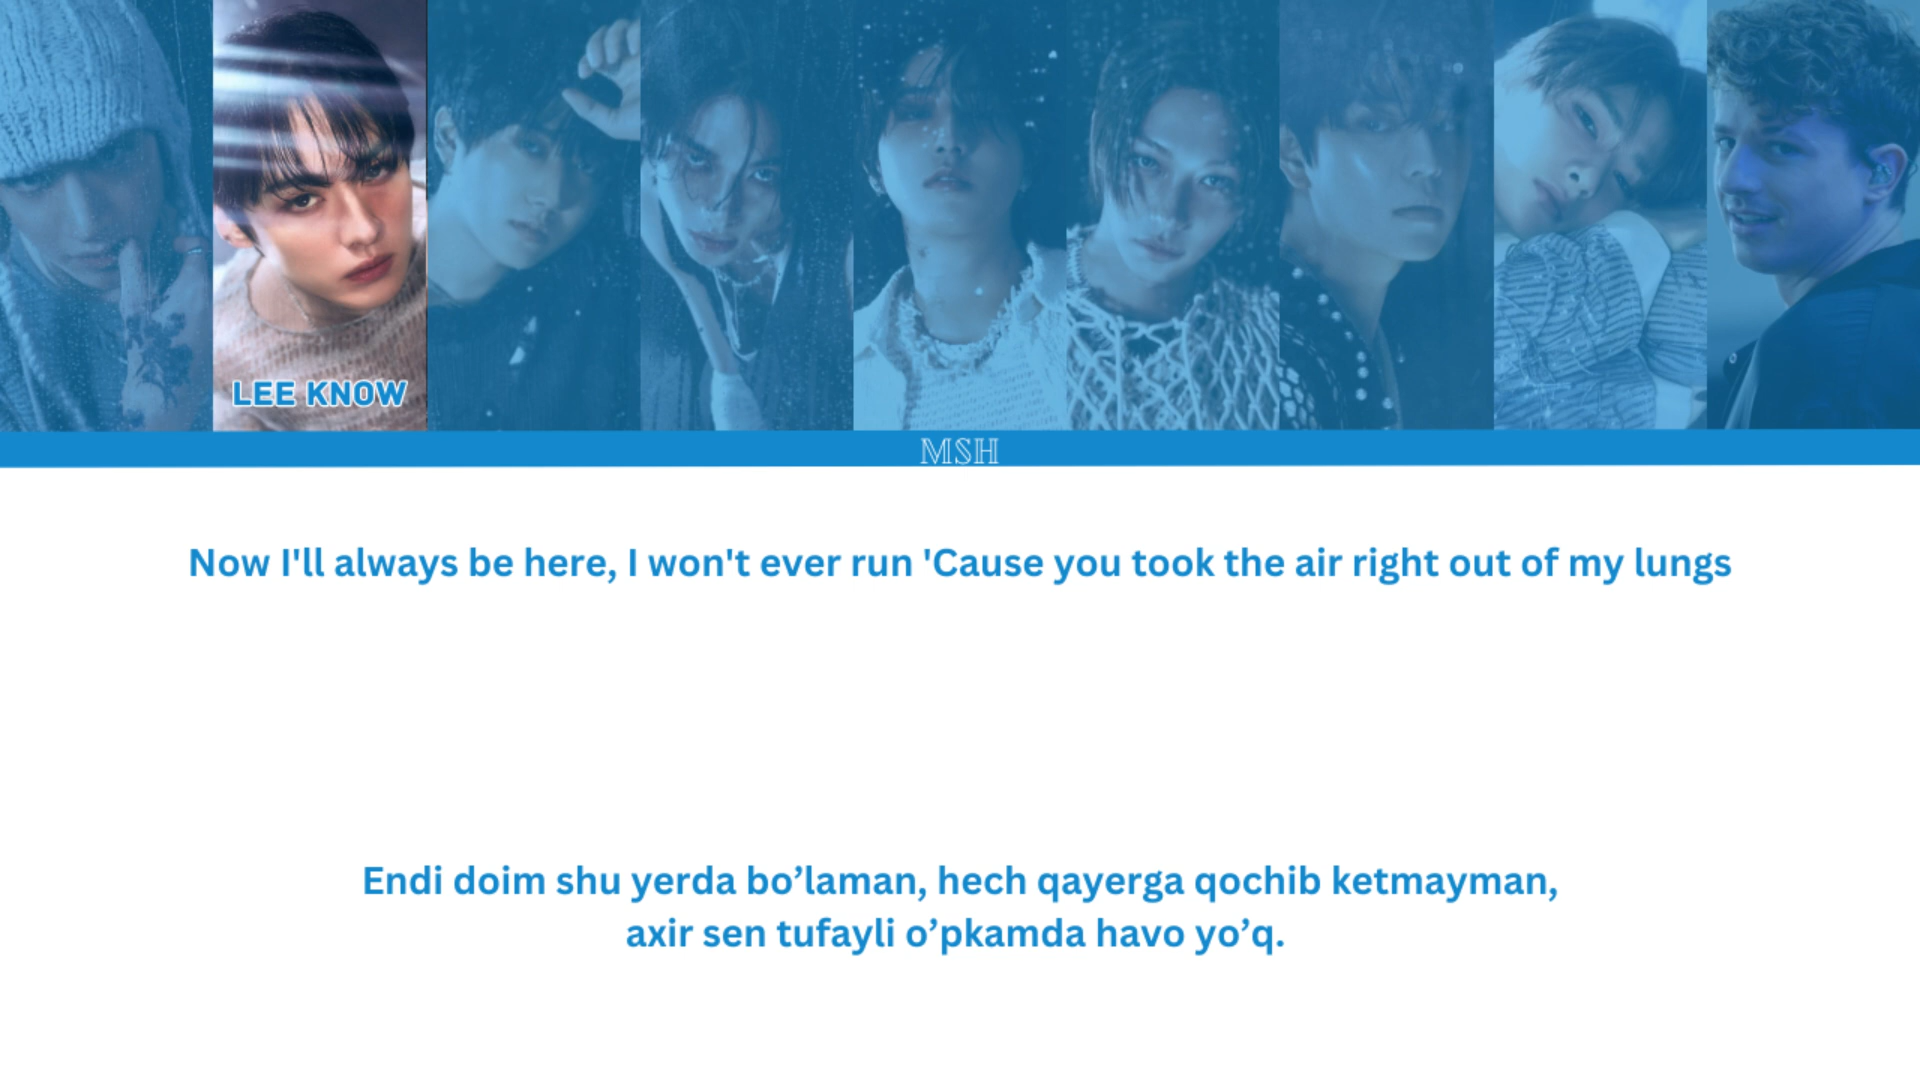 LEE KNOW
MSH
Now I'll always be here, I won't ever run 'Cause you took the air right out of my lungs
Endi doim shu yerda bo’laman, hech qayerga qochib ketmayman,
axir sen tufayli o’pkamda havo yo’q.